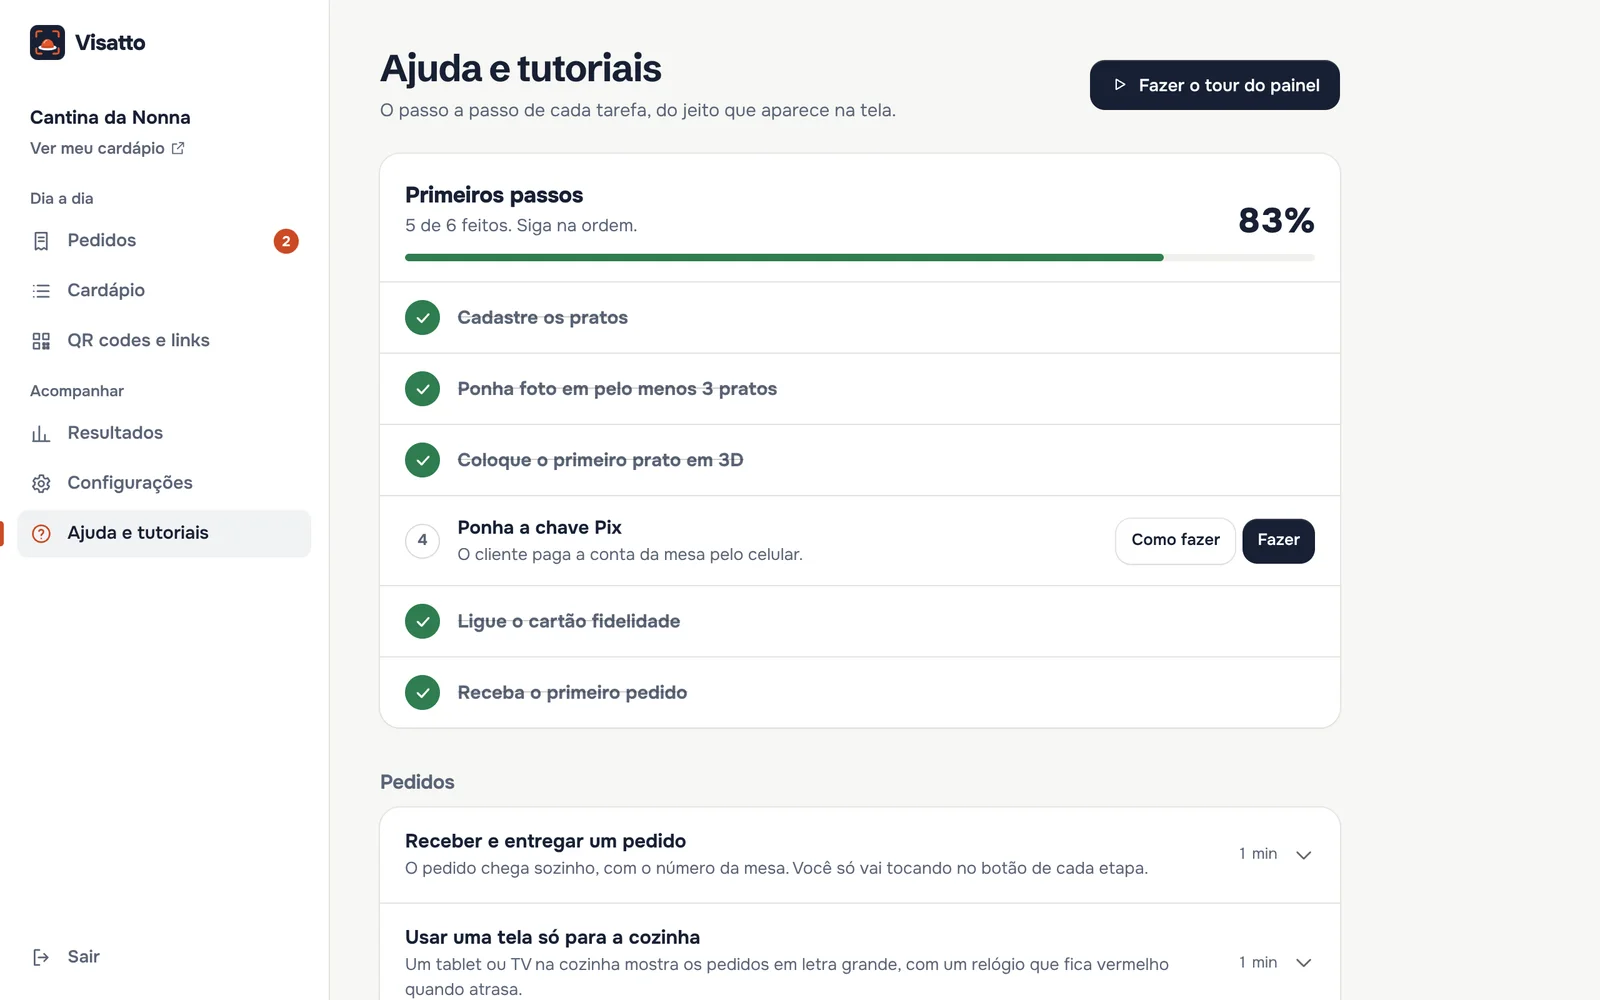 Visatto
Cantina da Nonna
Ver meu cardápio
Dia a dia
Pedidos
2
Cardápio
QR codes e links
Acompanhar
Resultados
Configurações
Ajuda e tutoriais
Sair
Ajuda e tutoriais
O passo a passo de cada tarefa, do jeito que aparece na tela.
Fazer o tour do painel
Primeiros passos
5 de 6 feitos. Siga na ordem.
83%
Cadastre os pratos
Ponha foto em pelo menos 3 pratos
Coloque o primeiro prato em 3D
4
Ponha a chave Pix
O cliente paga a conta da mesa pelo celular.
Como fazer
Fazer
Ligue o cartão fidelidade
Receba o primeiro pedido
Pedidos
Receber e entregar um pedido
O pedido chega sozinho, com o número da mesa. Você só vai tocando no botão de cada etapa.
1 min
Usar uma tela só para a cozinha
Um tablet ou TV na cozinha mostra os pedidos em letra grande, com um relógio que fica vermelho
quando atrasa.
1 min